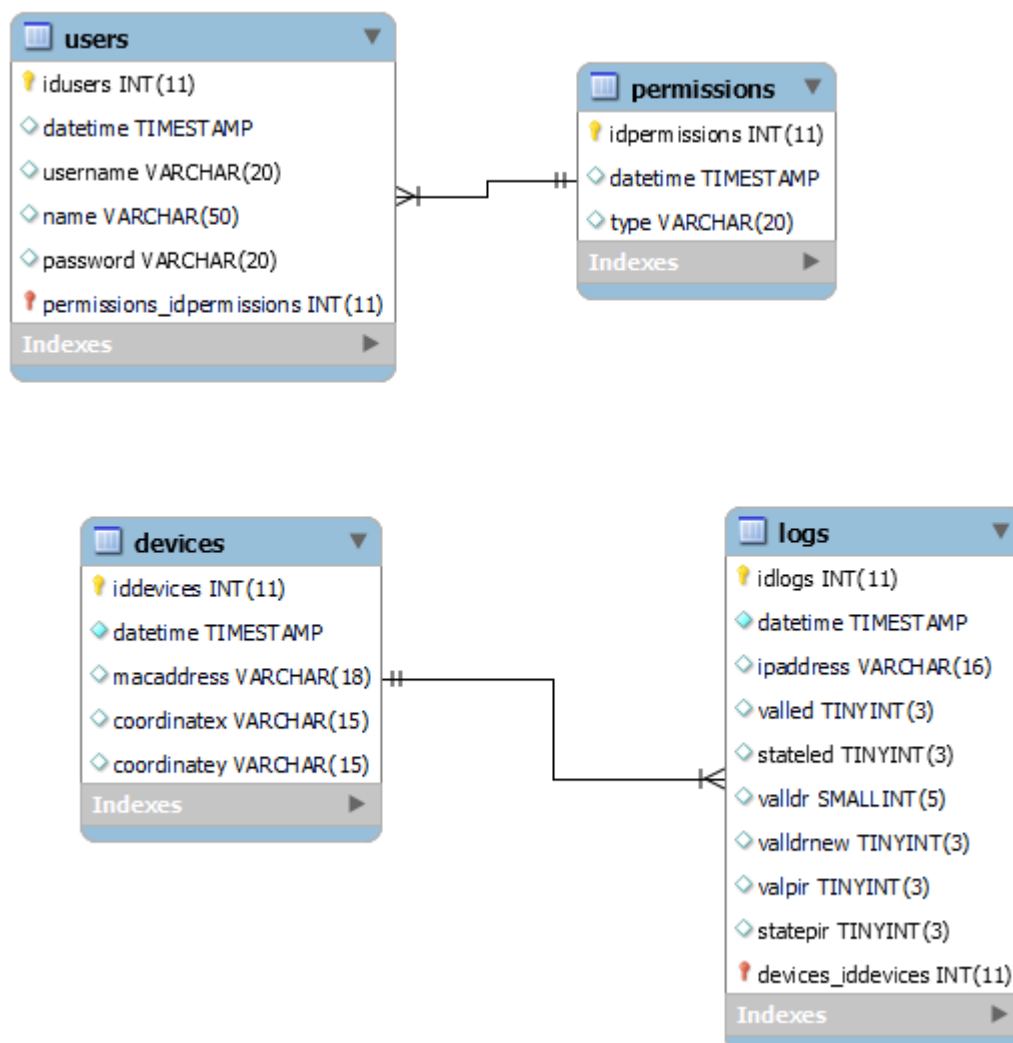 users
idusers INT(11)
datetime TIMESTAMP
username VARCHAR(20)
name VARCHAR(50)
password VARCHAR(20)
permissions_idpermissions INT(11)
Indexes
permissions
idpermissions INT(11)
datetime TIMESTAMP
type VARCHAR(20)
Indexes
devices
iddevices INT(11)
datetime TIMESTAMP
macaddress VARCHAR(18)
coordinatex VARCHAR(15)
coordinatey VARCHAR(15)
Indexes
logs
idlogs INT(11)
datetime TIMESTAMP
ipaddress VARCHAR(16)
valled TINYINT(3)
stateled TINYINT(3)
valldr SMALLINT(5)
valldrnew TINYINT(3)
valpir TINYINT(3)
statepir TINYINT(3)
devices_iddevices INT(11)
Indexes